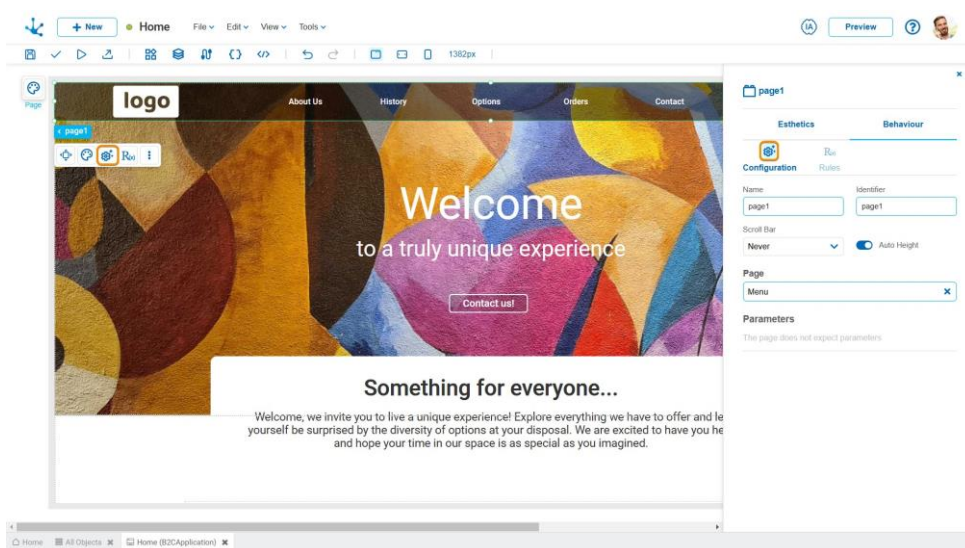 + New
Home
File
Edit
View
Tools
IA
Preview
?
1382px
Page
logo
About Us
History
Options
Orders
Contact
page1
R(x)
Welcome
to a truly unique experience
Contact us!
Something for everyone...
Welcome, we invite you to live a unique experience! Explore everything we have to offer and le
yourself be surprised by the diversity of options at your disposal. We are excited to have you he
and hope your time in our space is as special as you imagined.
page1
Esthetics
Behaviour
R(x)
Configuration
Rules
Name
Identifier
page1
page1
Scroll Bar
Never
Auto Height
Page
Menu
Parameters
The page does not expect parameters
Home
All Objects
Home (B2CApplication)